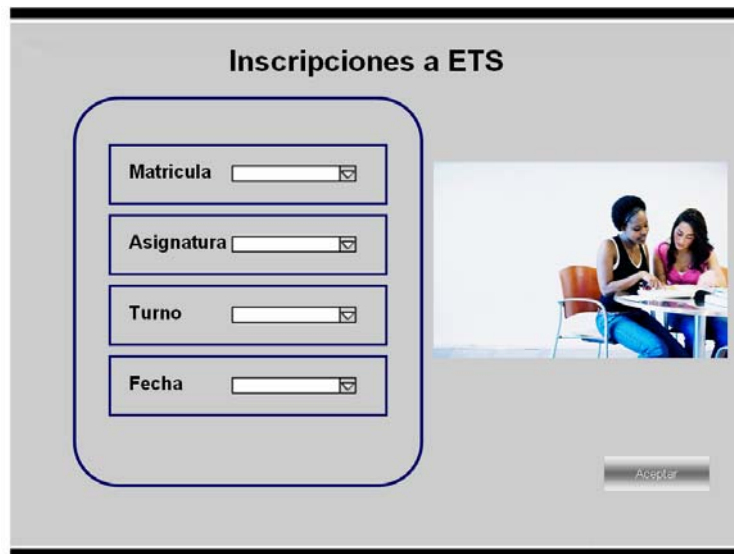 Inscripciones a ETS
Matricula
Asignatura
Turno
Fecha
Aceptar